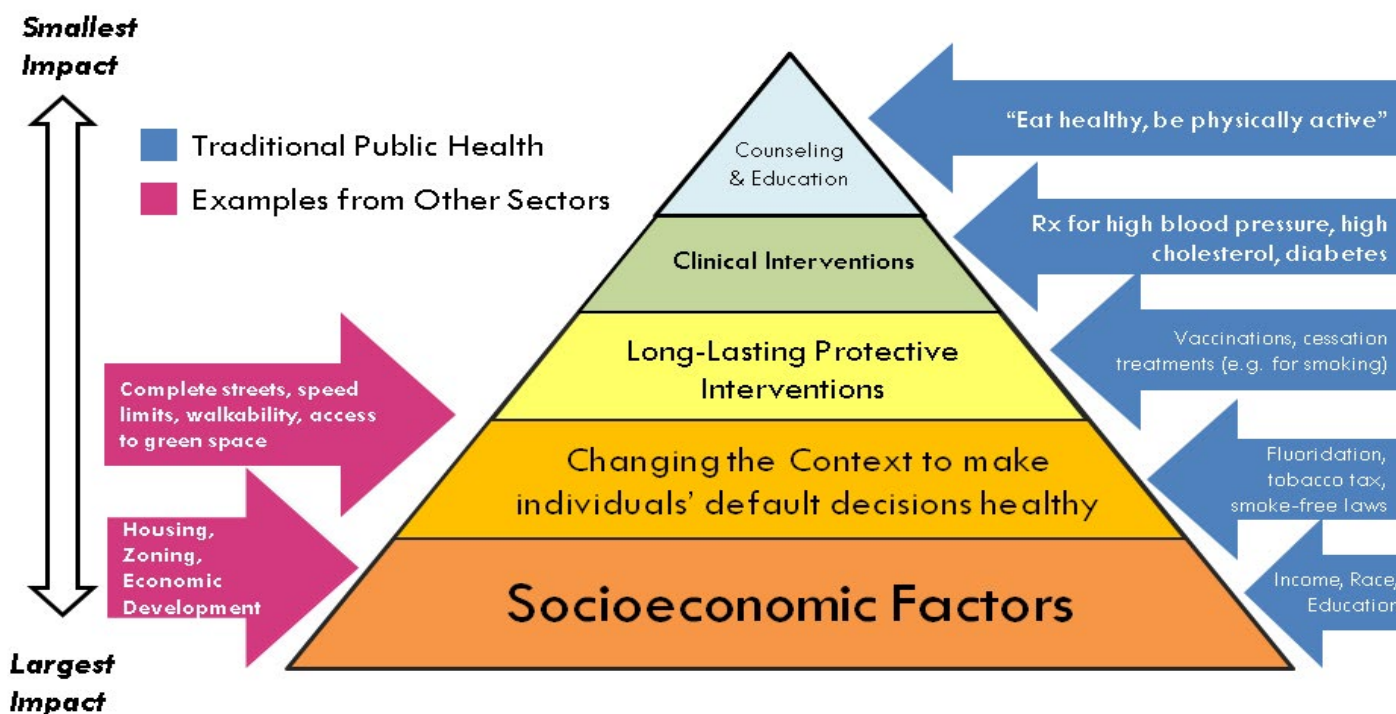 Smallest
Impact
Traditional Public Health
Examples from Other Sectors
Counseling
& Education
Clinical Interventions
Long-Lasting Protective
Interventions
Changing the Context to make
individuals' default decisions healthy
Socioeconomic Factors
"Eat healthy, be physically active"
Rx for high blood pressure, high
cholesterol, diabetes
Vaccinations, cessation
treatments (e.g. for smoking)
Fluoridation,
tobacco tax,
smoke-free laws
Income, Race,
Education
Complete streets, speed
limits, walkability, access
to green space
Housing,
Zoning,
Economic
Development
Largest
Impact